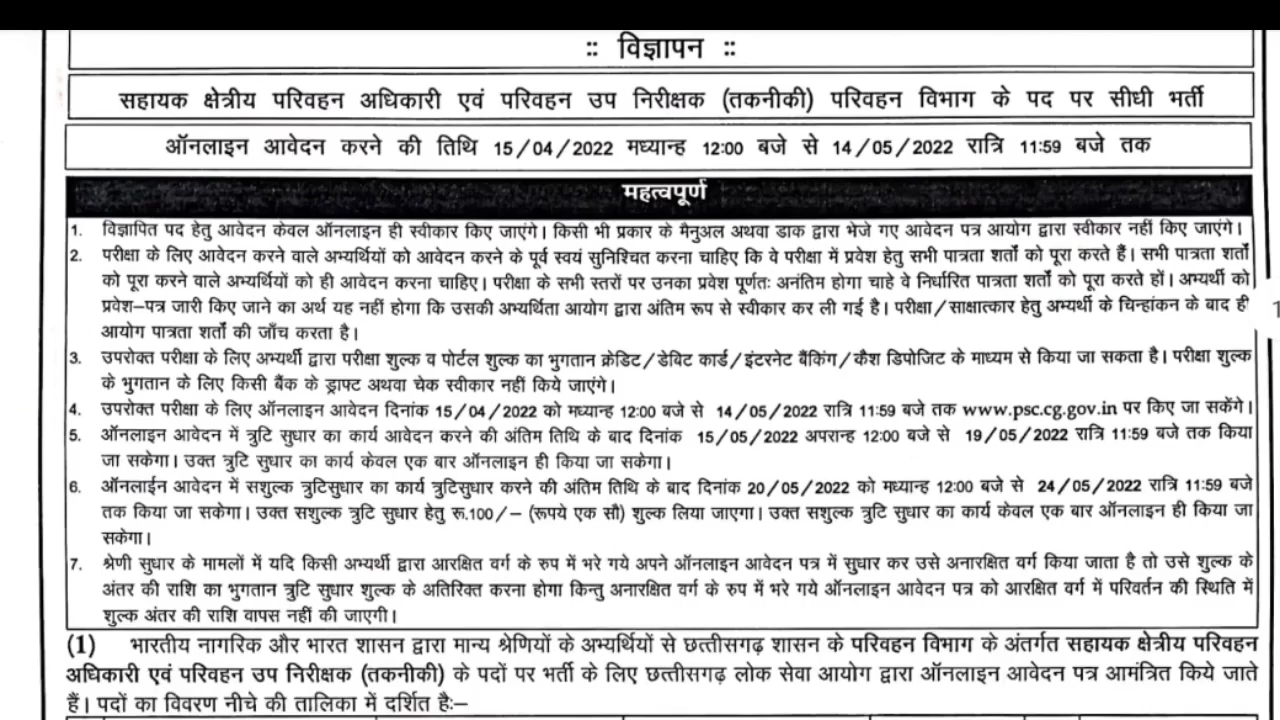 :: विज्ञापन ::
सहायक क्षेत्रीय परिवहन अधिकारी एवं परिवहन उप निरीक्षक (तकनीकी) परिवहन विभाग के पद पर सीधी भर्ती
ऑनलाइन आवेदन करने की तिथि 15/04/2022 मध्यान्ह 12:00 बजे से 14/05/2022 रात्रि 11:59 बजे तक
महत्वपूर्ण
1. विज्ञापित पद हेतु आवेदन केवल ऑनलाइन ही स्वीकार किए जाएंगे। किसी भी प्रकार के मैनुअल अथवा डाक द्वारा भेजे गए आवेदन पत्र आयोग द्वारा स्वीकार नहीं किए जाएंगे।
2. परीक्षा के लिए आवेदन करने वाले अभ्यर्थियों को आवेदन करने के पूर्व स्वयं सुनिश्चित करना चाहिए कि वे परीक्षा में प्रवेश हेतु सभी पात्रता शर्तो को पूरा करते हैं। सभी पात्रता शर्तो
को पूरा करने वाले अभ्यर्थियों को ही आवेदन करना चाहिए। परीक्षा के सभी स्तरों पर उनका प्रवेश पूर्णतः अनंतिम होगा चाहे वे निर्धारित पात्रता शर्तो को पूरा करते हों। अभ्यर्थी को
प्रवेश–पत्र जारी किए जाने का अर्थ यह नहीं होगा कि उसकी अभ्यर्थिता आयोग द्वारा अंतिम रूप से स्वीकार कर ली गई है। परीक्षा/साक्षात्कार हेतु अभ्यर्थी के चिन्हांकन के बाद ही
आयोग पात्रता शर्तो की जाँच करता है।
3. उपरोक्त परीक्षा के लिए अभ्यर्थी द्वारा परीक्षा शुल्क व पोर्टल शुल्क का भुगतान क्रेडिट/डेबिट कार्ड/इंटरनेट बैंकिंग/कैश डिपोजिट के माध्यम से किया जा सकता है। परीक्षा शुल्क
के भुगतान के लिए किसी बैंक के ड्राफ्ट अथवा चेक स्वीकार नहीं किये जाएंगे।
4. उपरोक्त परीक्षा के लिए ऑनलाइन आवेदन दिनांक 15/04/2022 को मध्यान्ह 12:00 बजे से 14/05/2022 रात्रि 11:59 बजे तक www.psc.cg.gov.in पर किए जा सकेंगे।
5. ऑनलाइन आवेदन में त्रुटि सुधार का कार्य आवेदन करने की अंतिम तिथि के बाद दिनांक 15/05/2022 अपरान्ह 12:00 बजे से 19/05/2022 रात्रि 11:59 बजे तक किया
जा सकेगा। उक्त त्रुटि सुधार का कार्य केवल एक बार ऑनलाइन ही किया जा सकेगा।
6. ऑनलाईन आवेदन में सशुल्क त्रुटिसुधार का कार्य त्रुटिसुधार करने की अंतिम तिथि के बाद दिनांक 20/05/2022 को मध्यान्ह 12:00 बजे से 24/05/2022 रात्रि 11:59 बजे
तक किया जा सकेगा। उक्त सशुल्क त्रुटि सुधार हेतु रू.100/– (रूपये एक सौ) शुल्क लिया जाएगा। उक्त सशुल्क त्रुटि सुधार का कार्य केवल एक बार ऑनलाइन ही किया जा
सकेगा।
7. श्रेणी सुधार के मामलों में यदि किसी अभ्यर्थी द्वारा आरक्षित वर्ग के रुप में भरे गये अपने ऑनलाइन आवेदन पत्र में सुधार कर उसे अनारक्षित वर्ग किया जाता है तो उसे शुल्क के
अंतर की राशि का भुगतान त्रुटि सुधार शुल्क के अतिरिक्त करना होगा किन्तु अनारक्षित वर्ग के रुप में भरे गये ऑनलाइन आवेदन पत्र को आरक्षित वर्ग में परिवर्तन की स्थिति में
शुल्क अंतर की राशि वापस नहीं की जाएगी।
(1) भारतीय नागरिक और भारत शासन द्वारा मान्य श्रेणियों के अभ्यर्थियों से छत्तीसगढ़ शासन के परिवहन विभाग के अंतर्गत सहायक क्षेत्रीय परिवहन
अधिकारी एवं परिवहन उप निरीक्षक (तकनीकी) के पदों पर भर्ती के लिए छत्तीसगढ़ लोक सेवा आयोग द्वारा ऑनलाइन आवेदन पत्र आमंत्रित किये जाते
हैं। पदों का विवरण नीचे की तालिका में दर्शित है:–